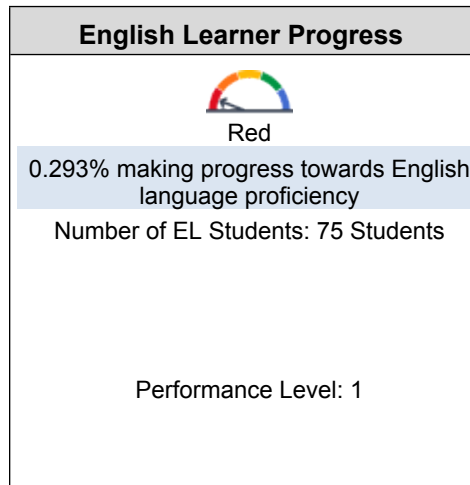 English Learner Progress
Red
0.293% making progress towards English
language proficiency
Number of EL Students: 75 Students
Performance Level: 1